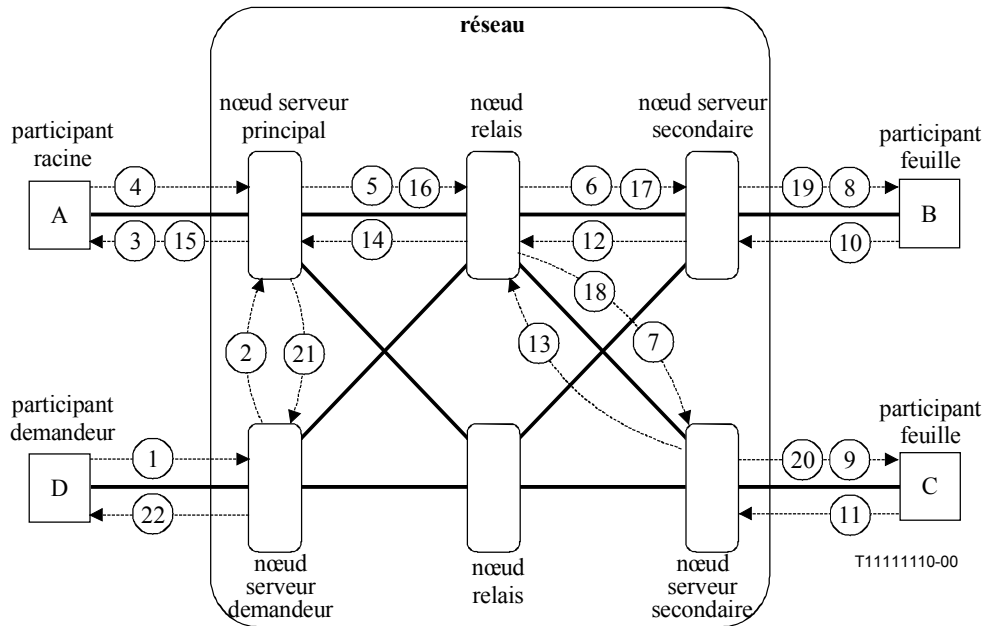 réseau
nœud serveur
principal
nœud
relais
nœud serveur
secondaire
participant
racine
participant
feuille
4
5
16
6
17
19
8
A
B
3
15
14
12
10
18
2
21
13
7
participant
demandeur
participant
feuille
1
20
9
D
C
22
11
nœud
serveur
demandeur
nœud
relais
nœud
serveur
secondaire
T11111110-00